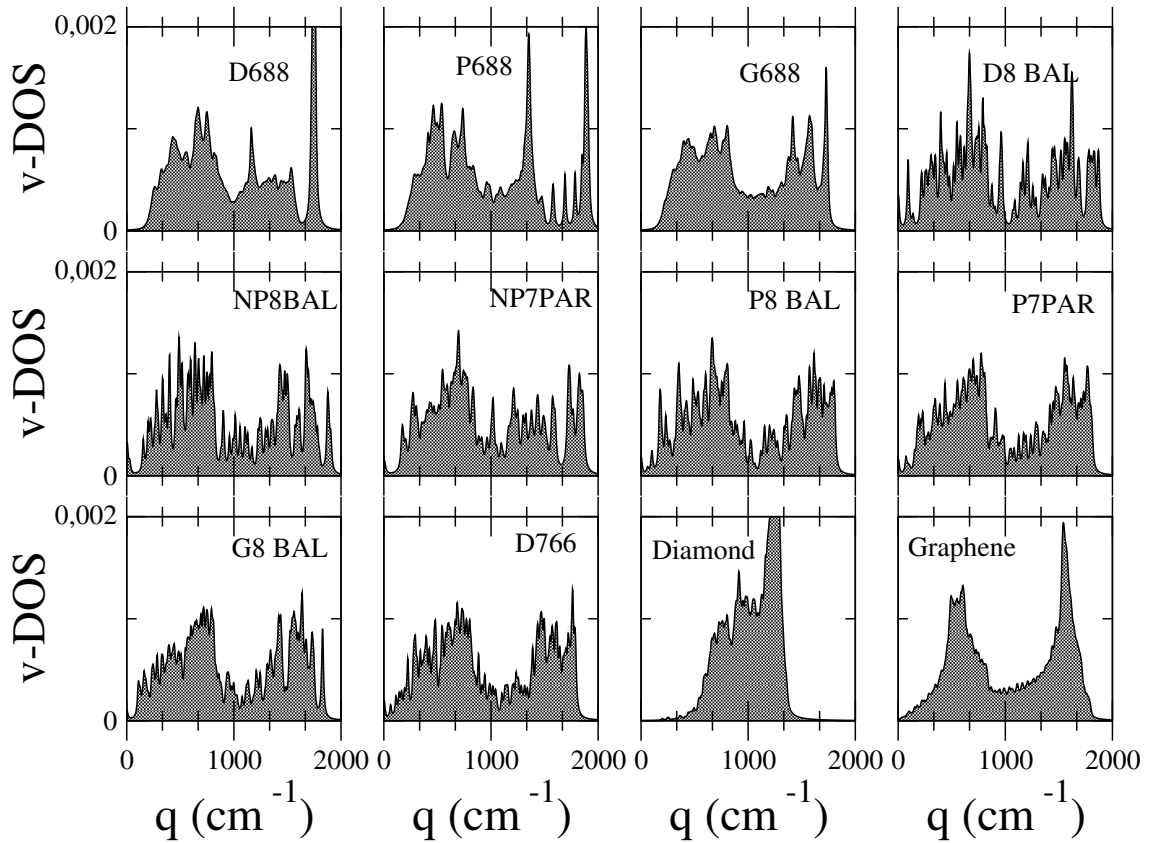 0,002
v-DOS
0
D688
P688
G688
D8 BAL
0,002
v-DOS
0
NP8BAL
NP7PAR
P8 BAL
P7PAR
0,002
v-DOS
0
G8 BAL
D766
Diamond
Graphene
0 1000 2000 0 1000 2000 0 1000 2000 0 1000 2000
q (cm-1) q (cm-1) q (cm-1) q (cm-1)